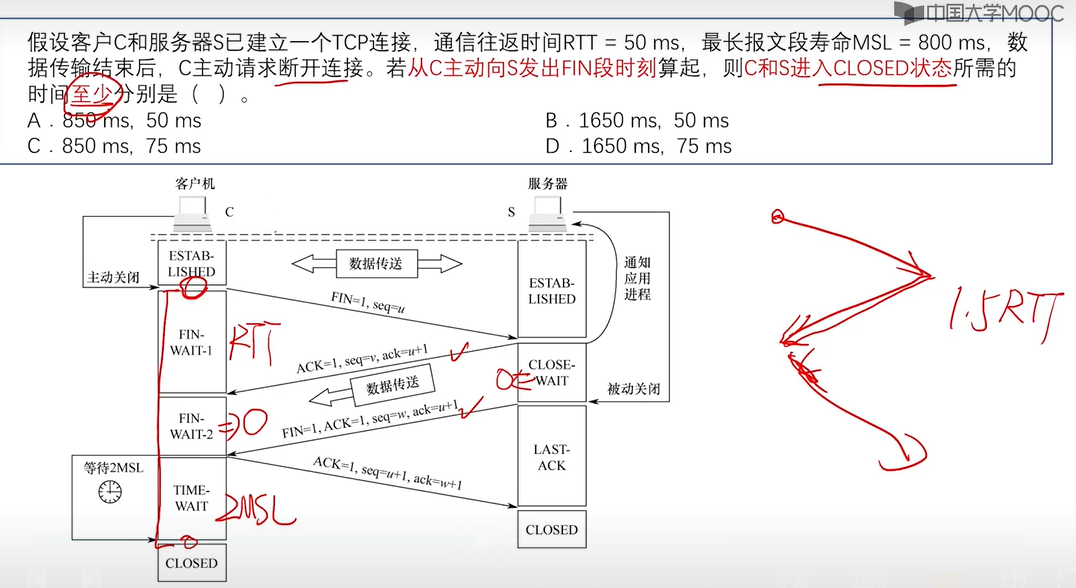 中国大学MOOC
假设客户C和服务器S已建立一个TCP连接，通信往返时间RTT = 50 ms，最长报文段寿命MSL = 800 ms，数
据传输结束后，C主动请求断开连接。若从C主动向S发出FIN段时刻算起，则C和S进入CLOSED状态所需的
时间至少分别是（ ）。
A．850 ms，50 ms
B．1650 ms，50 ms
C．850 ms，75 ms
D．1650 ms，75 ms
客户机
服务器
C
S
ESTAB-
LISHED
数据传送
通知
应用
进程
主动关闭
ESTAB-
LISHED
FIN=1, seq=u
FIN-
WAIT-1
RTT
1.5RTT
ACK=1, seq=v, ack=u+1
CLOSE-
WAIT
0
数据传送
被动关闭
FIN-
WAIT-2
⇒0
FIN=1, ACK=1, seq=w, ack=u+1
LAST-
ACK
等待2MSL
ACK=1, seq=u+1, ack=w+1
TIME-
WAIT
2MSL
CLOSED
CLOSED